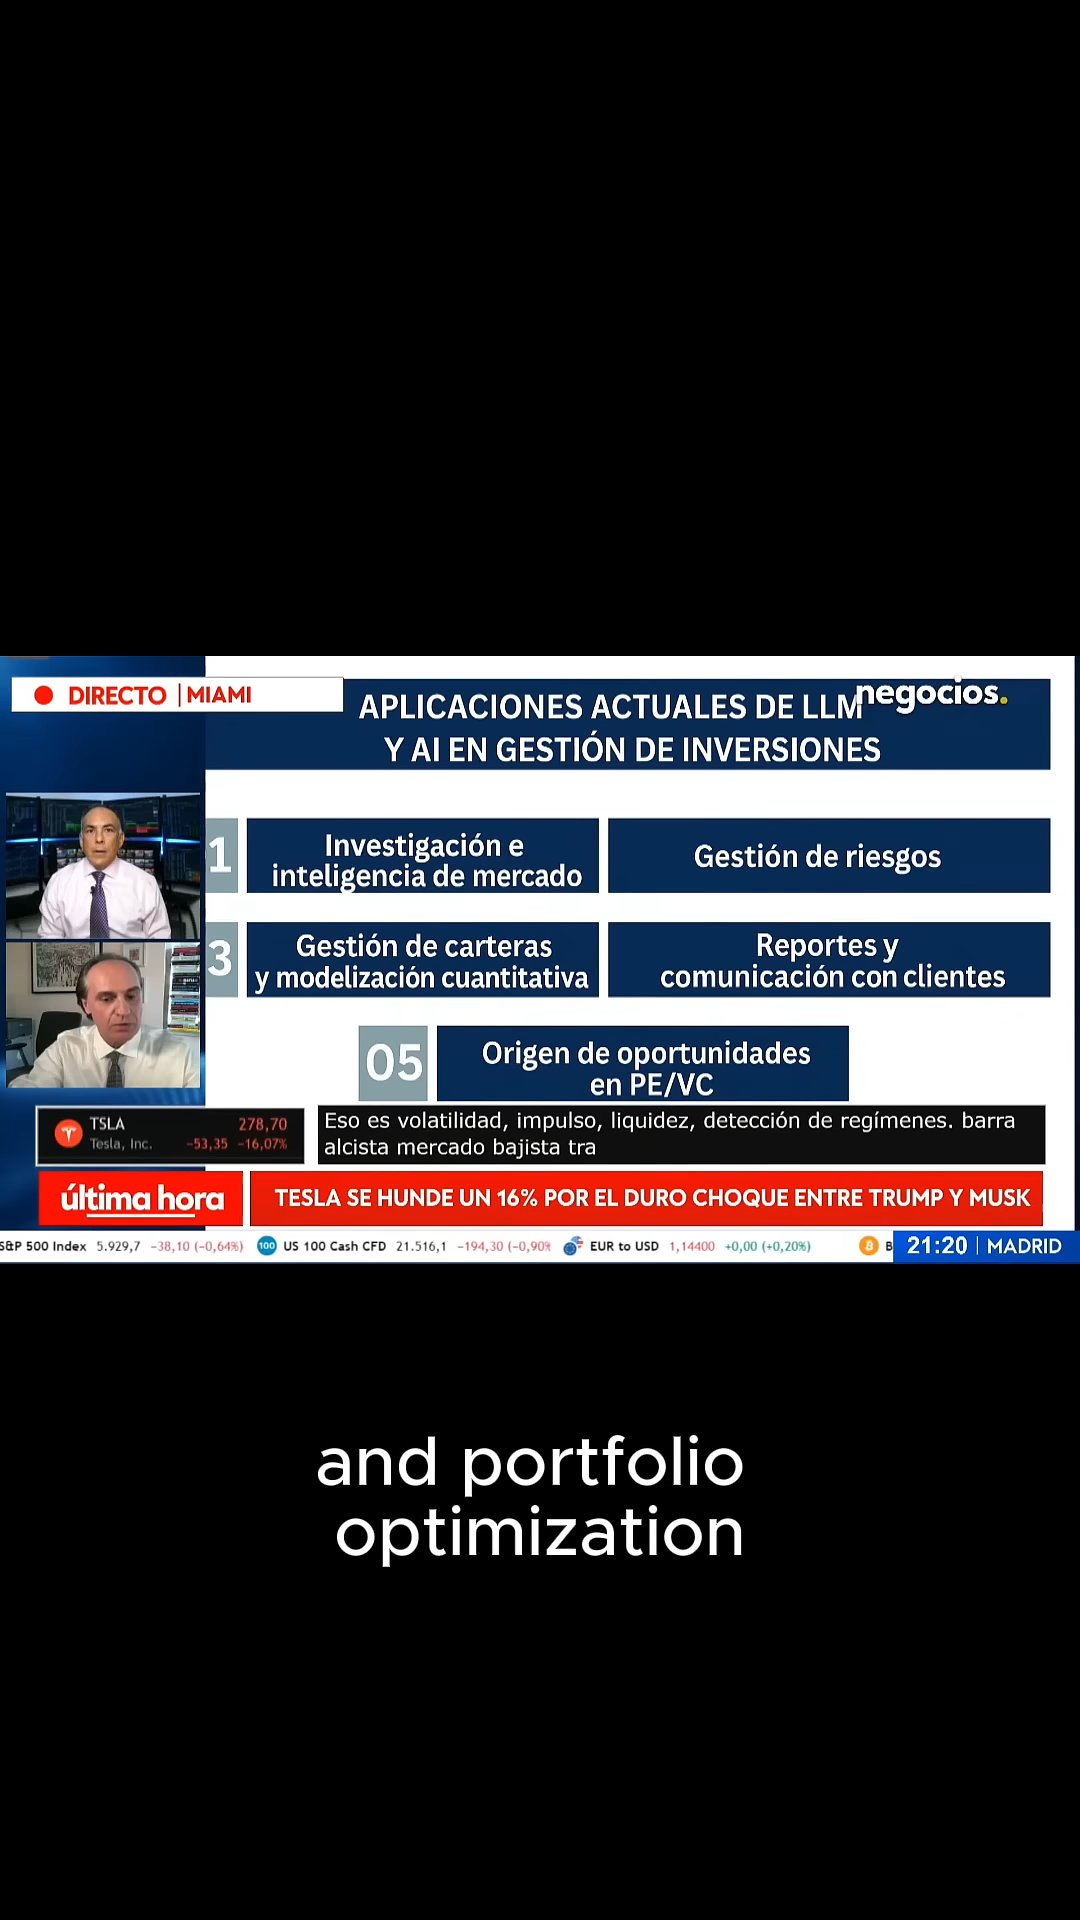 DIRECTO | MIAMI
negocios.
APLICACIONES ACTUALES DE LLM
Y AI EN GESTIÓN DE INVERSIONES
1
Investigación e
inteligencia de mercado
Gestión de riesgos
3
Gestión de carteras
y modelización cuantitativa
Reportes y
comunicación con clientes
05
Origen de oportunidades
en PE/VC
TSLA 278,70
Tesla, Inc. −53,35 −16,07%
Eso es volatilidad, impulso, liquidez, detección de regímenes. barra
alcista mercado bajista tra
última hora
TESLA SE HUNDE UN 16% POR EL DURO CHOQUE ENTRE TRUMP Y MUSK
S&P 500 Index 5.929,7 −38,10 (−0,64%) 100 US 100 Cash CFD 21.516,1 −194,30 (−0,90% EUR to USD 1,14400 +0,00 (+0,20%) B 21:20 | MADRID
and portfolio
optimization